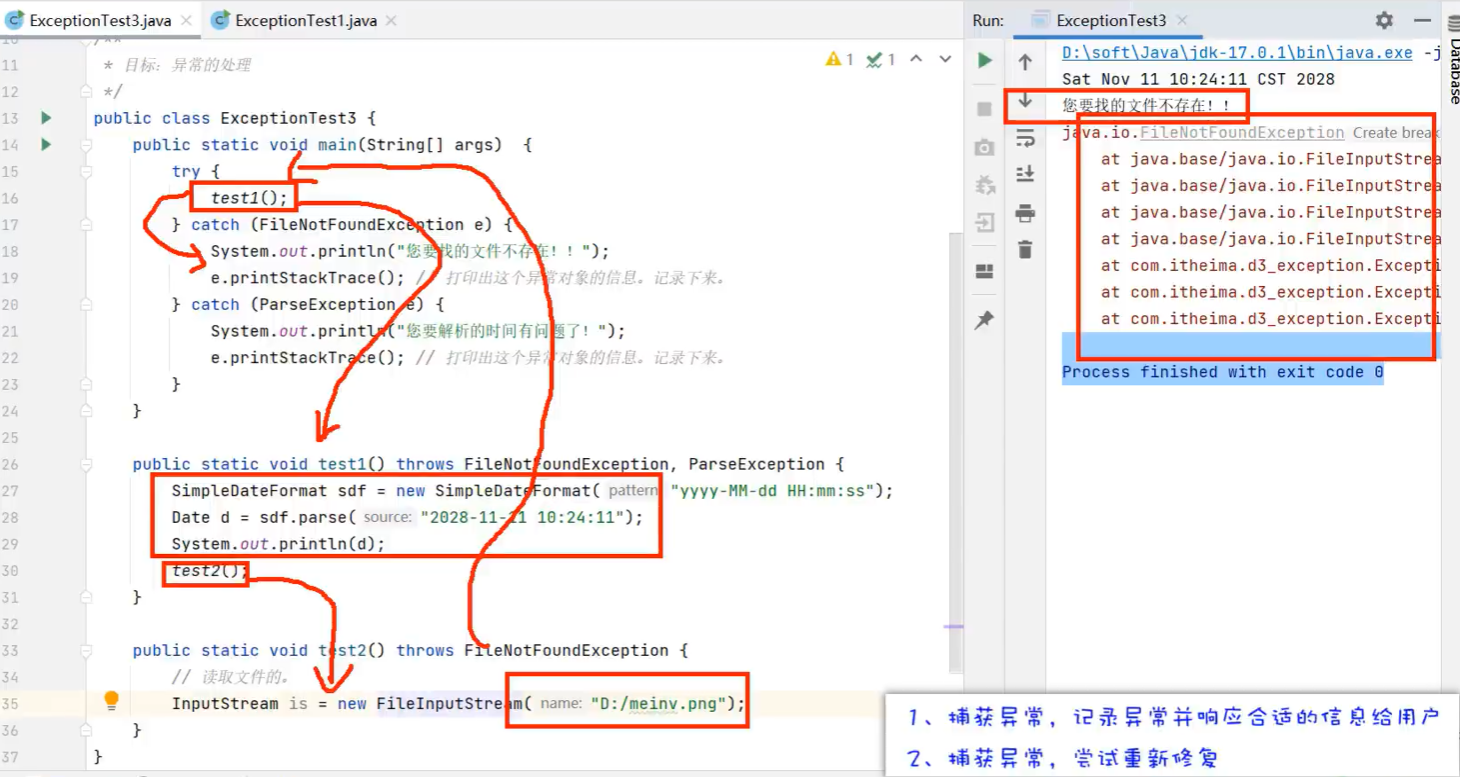 ExceptionTest3.java
ExceptionTest1.java
1
1
11 * 目标：异常的处理
12 */
13 public class ExceptionTest3 {
14 public static void main(String[] args) {
15 try {
16 test1();
17 } catch (FileNotFoundException e) {
18 System.out.println("您要找的文件不存在！！");
19 e.printStackTrace(); // 打印出这个异常对象的信息。记录下来。
20 } catch (ParseException e) {
21 System.out.println("您要解析的时间有问题了！");
22 e.printStackTrace(); // 打印出这个异常对象的信息。记录下来。
23 }
24 }
25
26 public static void test1() throws FileNotFoundException, ParseException {
27 SimpleDateFormat sdf = new SimpleDateFormat( pattern "yyyy-MM-dd HH:mm:ss");
28 Date d = sdf.parse( source: "2028-11-11 10:24:11");
29 System.out.println(d);
30 test2();
31 }
32
33 public static void test2() throws FileNotFoundException {
34 // 读取文件的。
35 InputStream is = new FileInputStream( name: "D:/meinv.png");
36 }
37 }
Run: ExceptionTest3
D:\soft\Java\jdk-17.0.1\bin\java.exe -j
Sat Nov 11 10:24:11 CST 2028
您要找的文件不存在！！
java.io.FileNotFoundException Create break
at java.base/java.io.FileInputStrea
at java.base/java.io.FileInputStrea
at java.base/java.io.FileInputStrea
at java.base/java.io.FileInputStrea
at com.itheima.d3_exception.Excepti
at com.itheima.d3_exception.Excepti
at com.itheima.d3_exception.Excepti
Process finished with exit code 0
Database
1、捕获异常，记录异常并响应合适的信息给用户
2、捕获异常，尝试重新修复